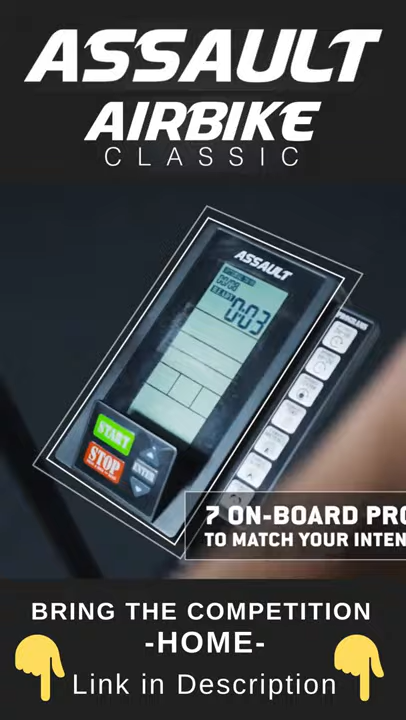 ASSAULT
AIRBIKE
CLASSIC
ASSAULT
READY
0:03
START
STOP
ENTER
7 ON-BOARD PRO
TO MATCH YOUR INTEN
BRING THE COMPETITION
-HOME-
Link in Description